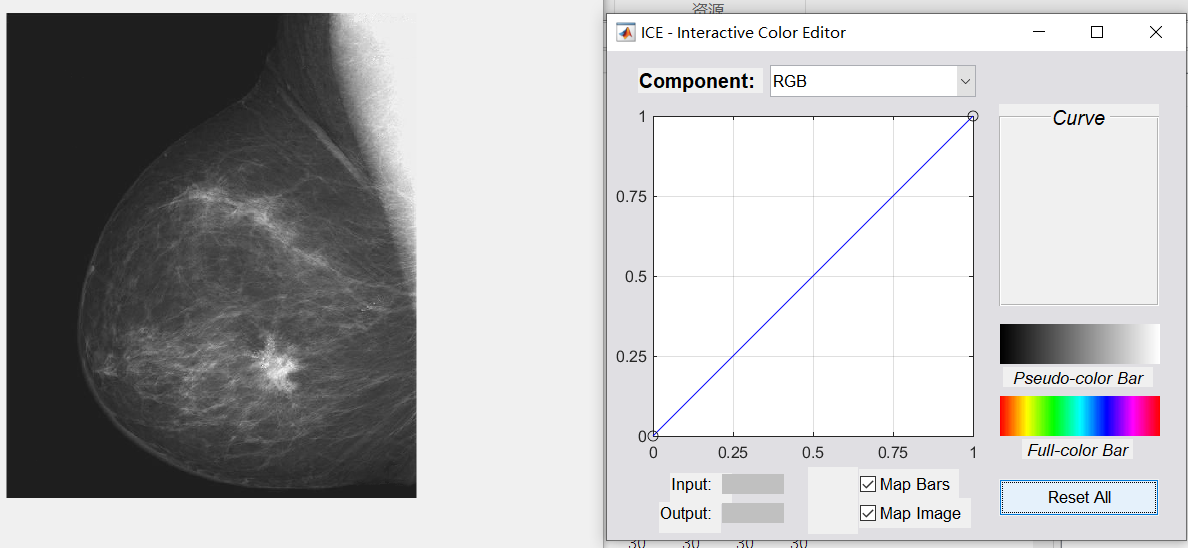 资源
ICE - Interactive Color Editor
Component: RGB
Curve
1
0.75
0.5
0.25
0
0 0.25 0.5 0.75 1
Pseudo-color Bar
Full-color Bar
Input:
Map Bars
Output:
Map Image
Reset All
30 30 30 30